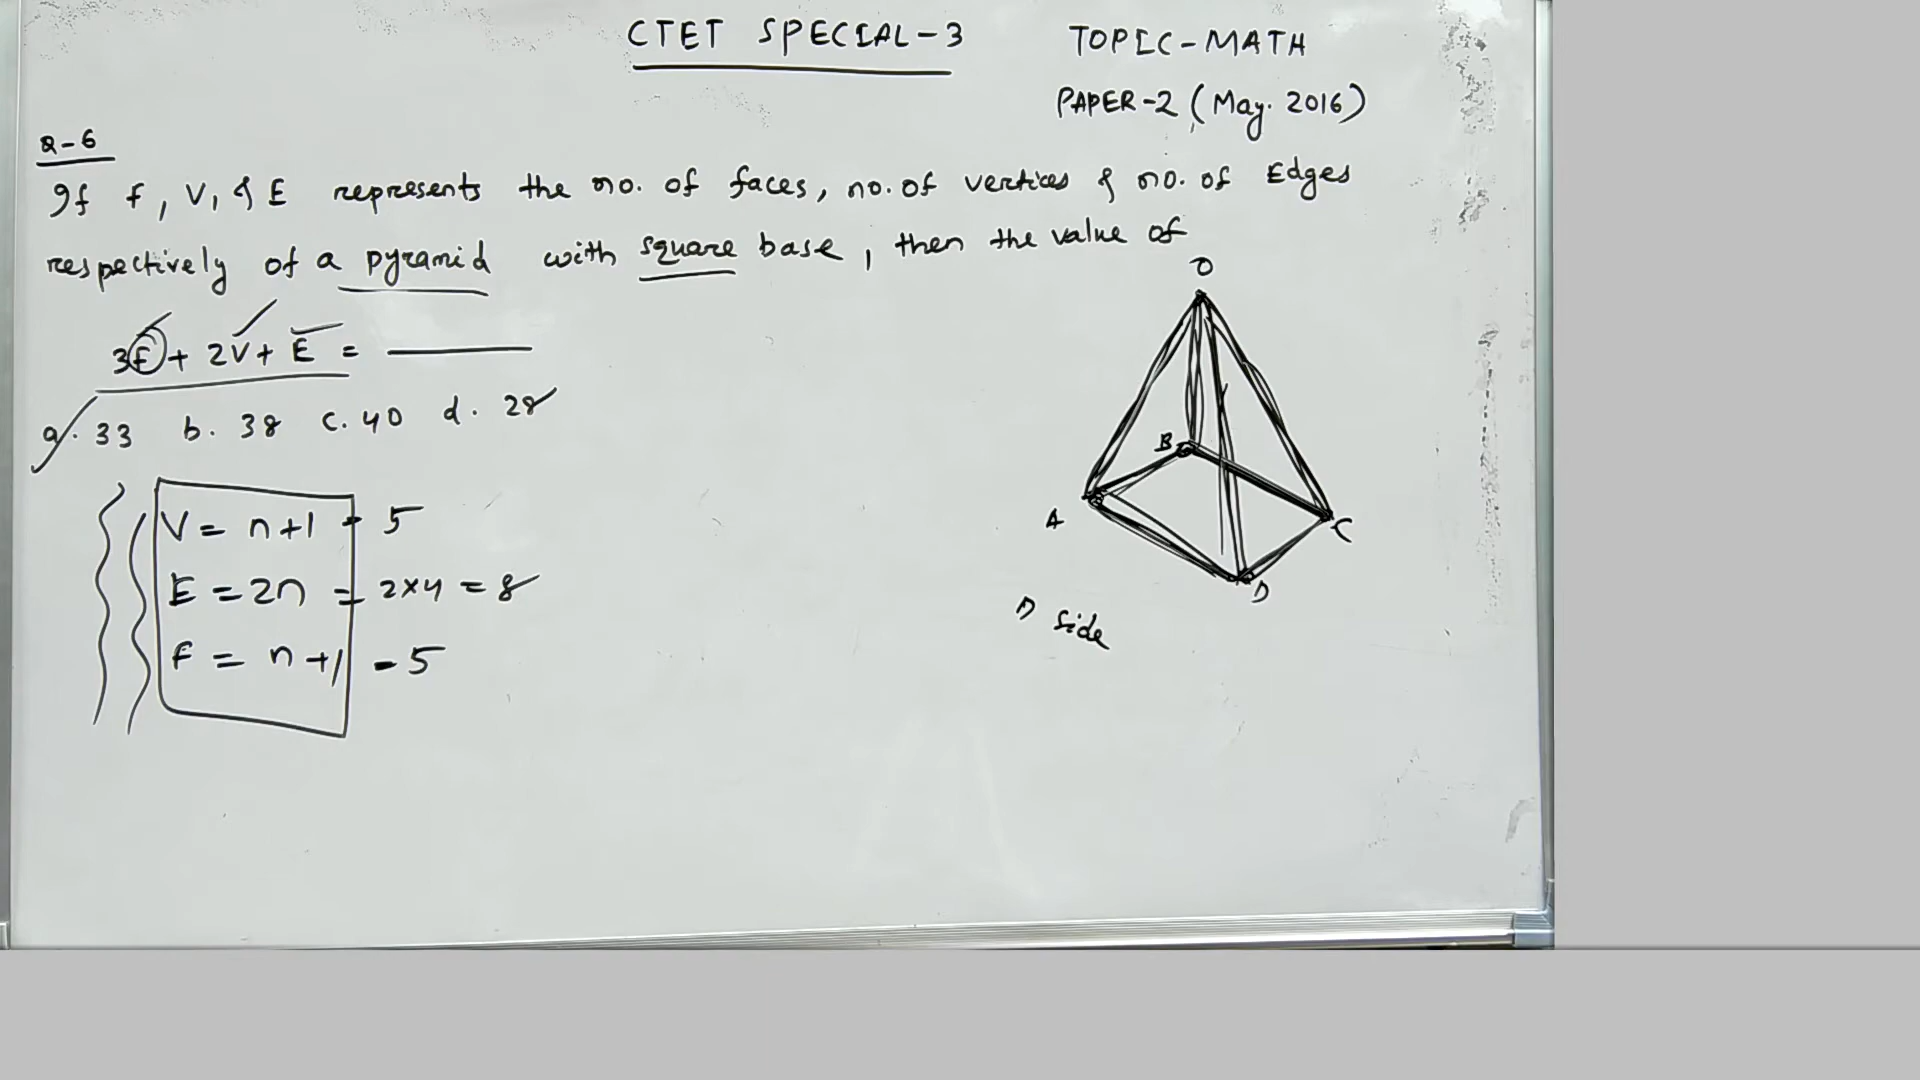 CTET SPECIAL-3
TOPIC-MATH
PAPER-2 (May. 2016)
Q-6
If F, V, & E represents the no. of faces, no. of vertices & no. of Edges
respectively of a pyramid with square base, then the value of
3F + 2V + E =
a. 33 b. 38 c. 40 d. 28
V = n+1 = 5
E = 2n = 2×4 = 8
F = n+1 = 5
O
B
A
C
D
n side